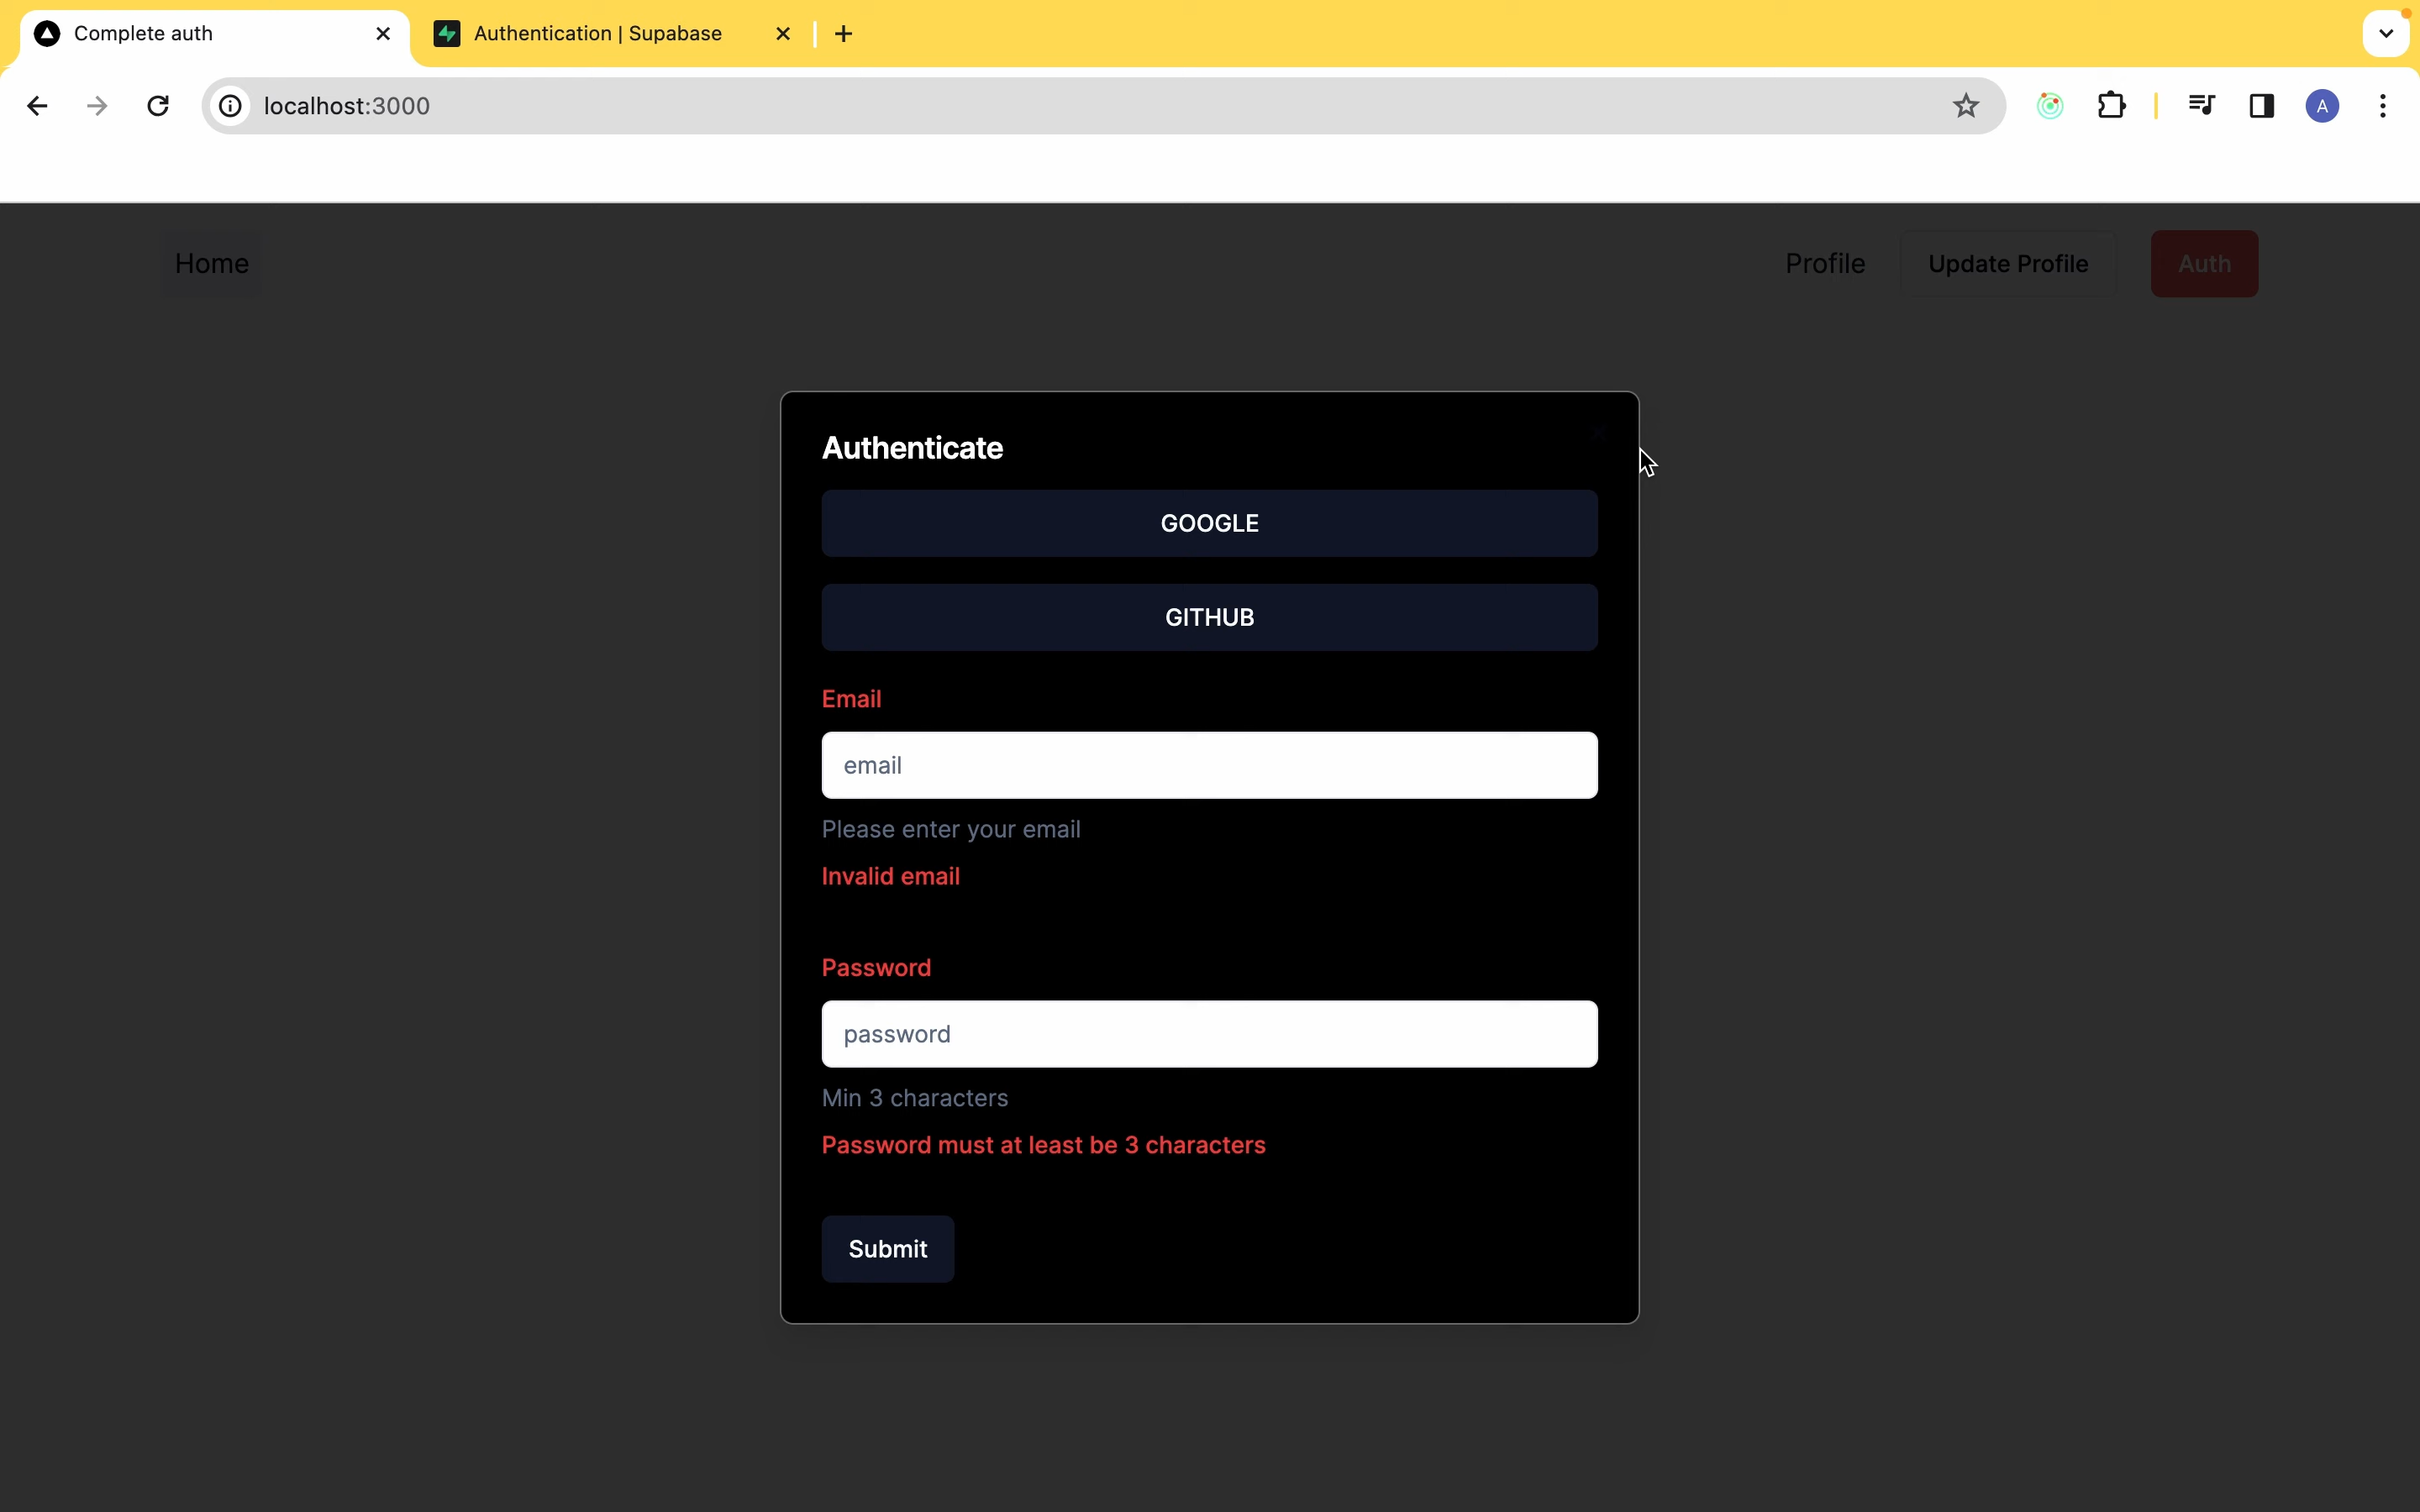 Complete auth
Authentication | Supabase
localhost:3000
A
Home
Profile
Update Profile
Auth
Authenticate
GOOGLE
GITHUB
Email
email
Please enter your email
Invalid email
Password
password
Min 3 characters
Password must at least be 3 characters
Submit